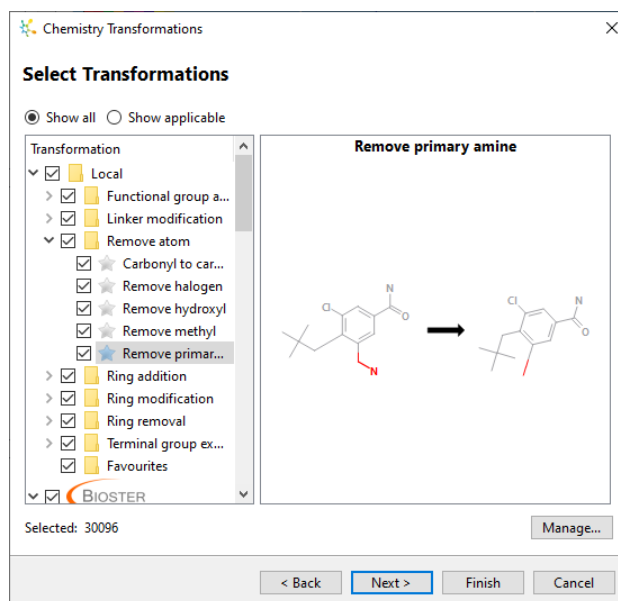 Chemistry Transformations
Select Transformations
Show all Show applicable
Transformation
Local
Functional group a...
Linker modification
Remove atom
Carbonyl to car...
Remove halogen
Remove hydroxyl
Remove methyl
Remove primar...
Ring addition
Ring modification
Ring removal
Terminal group ex...
Favourites
BIOSTER
Remove primary amine
Cl
N
O
N
Cl
N
O
Selected: 30096
Manage...
< Back Next > Finish Cancel